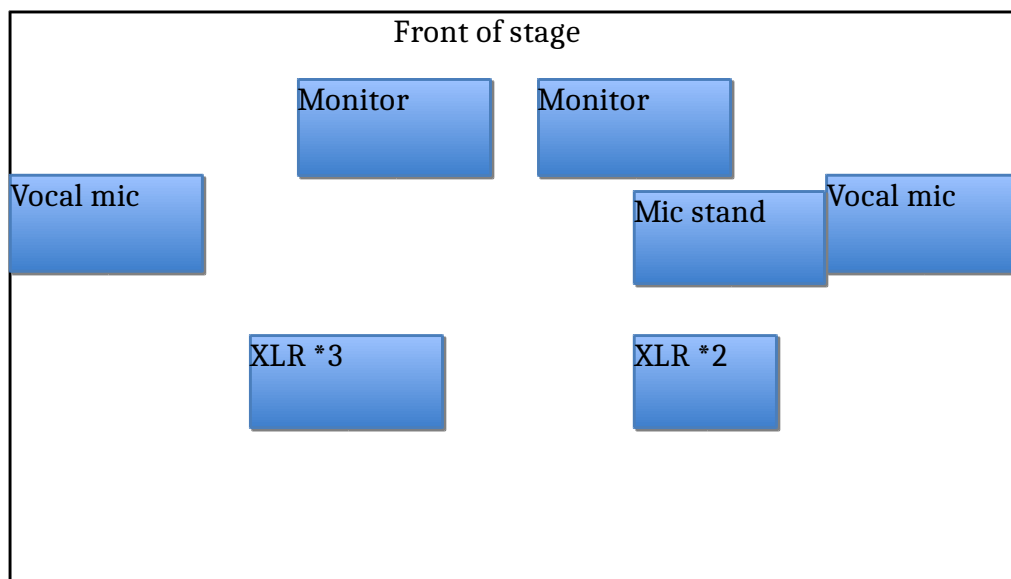 Front of stage
Monitor
Monitor
Vocal mic
Mic stand
Vocal mic
XLR *3
XLR *2